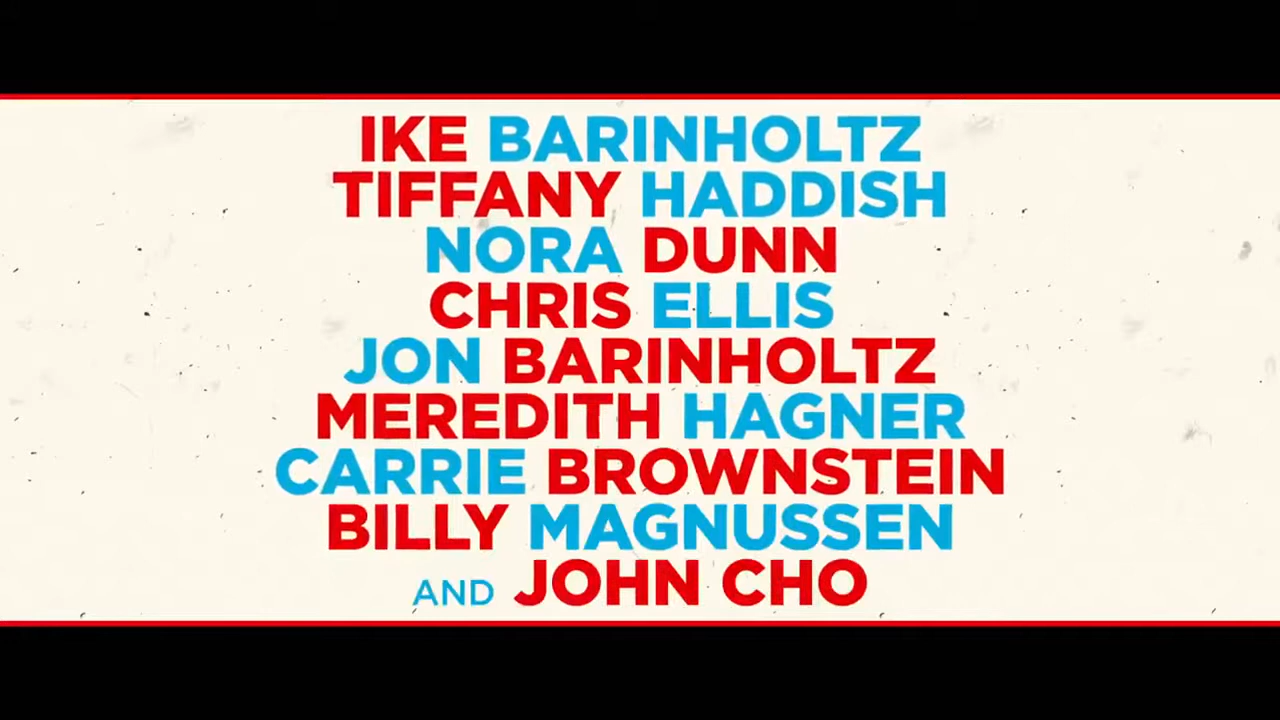 IKE BARINHOLTZ
TIFFANY HADDISH
NORA DUNN
CHRIS ELLIS
JON BARINHOLTZ
MEREDITH HAGNER
CARRIE BROWNSTEIN
BILLY MAGNUSSEN
AND JOHN CHO